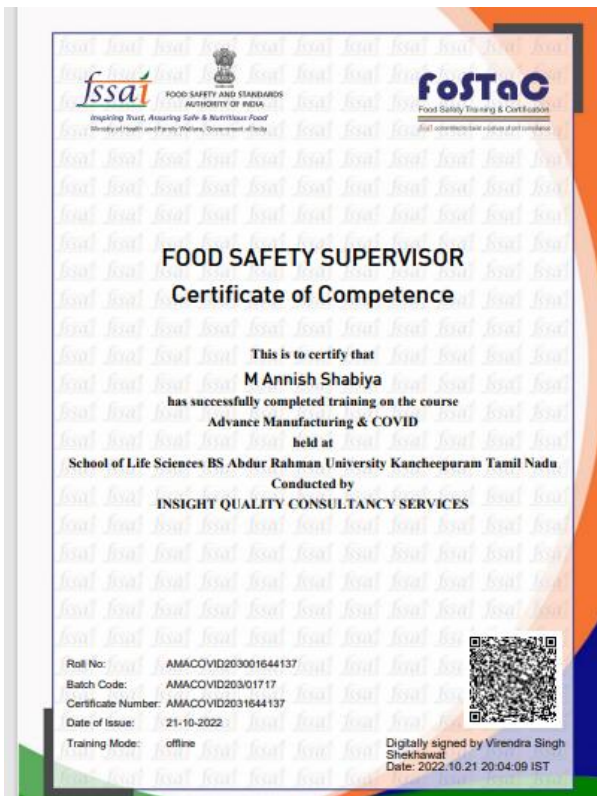 fssai
FOOD SAFETY AND STANDARDS
AUTHORITY OF INDIA
Inspiring Trust, Assuring Safe & Nutritious Food
Ministry of Health and Family Welfare, Government of India
FoSTaC
Food Safety Training & Certification
FOOD SAFETY SUPERVISOR
Certificate of Competence
This is to certify that
M Annish Shabiya
has successfully completed training on the course
Advance Manufacturing & COVID
held at
School of Life Sciences BS Abdur Rahman University Kancheepuram Tamil Nadu
Conducted by
INSIGHT QUALITY CONSULTANCY SERVICES
Roll No: AMACOVID203001644137
Batch Code: AMACOVID203/01717
Certificate Number: AMACOVID2031644137
Date of Issue: 21-10-2022
Training Mode: offline
Digitally signed by Virendra Singh
Shekhawat
Date: 2022.10.21 20:04:09 IST